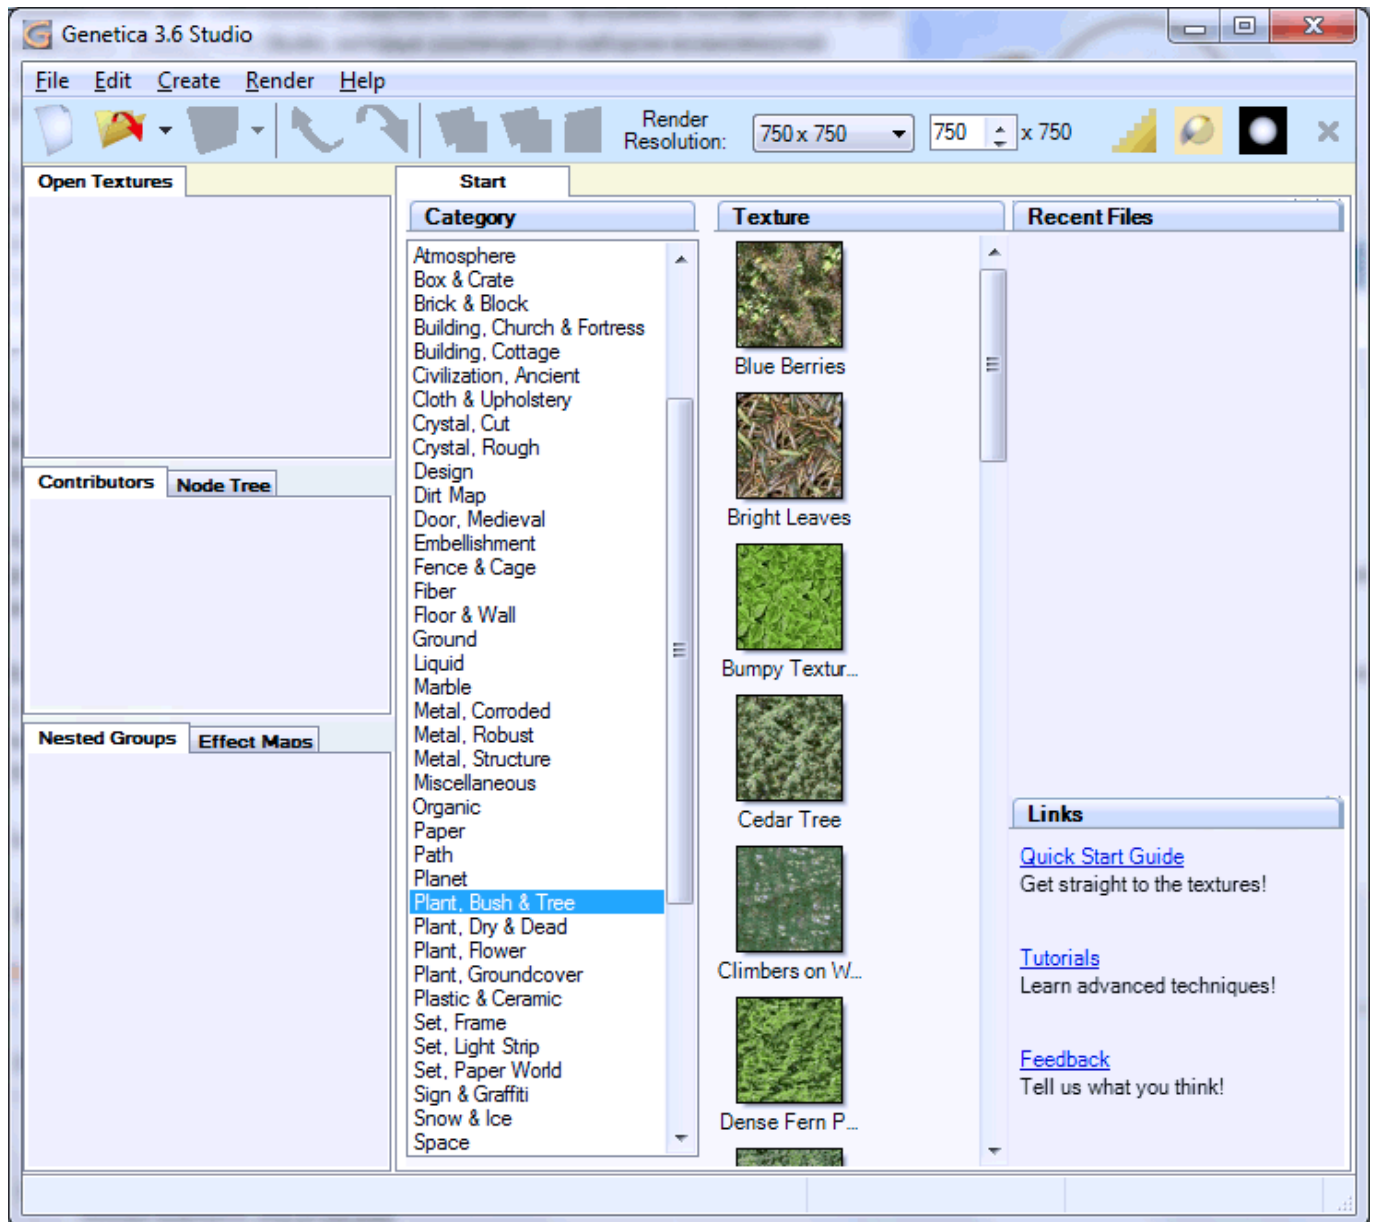 Genetica 3.6 Studio
File Edit Create Render Help
Render Resolution: 750 x 750 750 x 750
Open Textures
Start
Category
Atmosphere
Box & Crate
Brick & Block
Building, Church & Fortress
Building, Cottage
Civilization, Ancient
Cloth & Upholstery
Crystal, Cut
Crystal, Rough
Design
Dirt Map
Door, Medieval
Embellishment
Fence & Cage
Fiber
Floor & Wall
Ground
Liquid
Marble
Metal, Corroded
Metal, Robust
Metal, Structure
Miscellaneous
Organic
Paper
Path
Planet
Plant, Bush & Tree
Plant, Dry & Dead
Plant, Flower
Plant, Groundcover
Plastic & Ceramic
Set, Frame
Set, Light Strip
Set, Paper World
Sign & Graffiti
Snow & Ice
Space
Texture
Blue Berries
Bright Leaves
Bumpy Textur...
Cedar Tree
Climbers on W...
Dense Fern P...
Recent Files
Links
Quick Start Guide
Get straight to the textures!
Tutorials
Learn advanced techniques!
Feedback
Tell us what you think!
Contributors Node Tree
Nested Groups Effect Maps